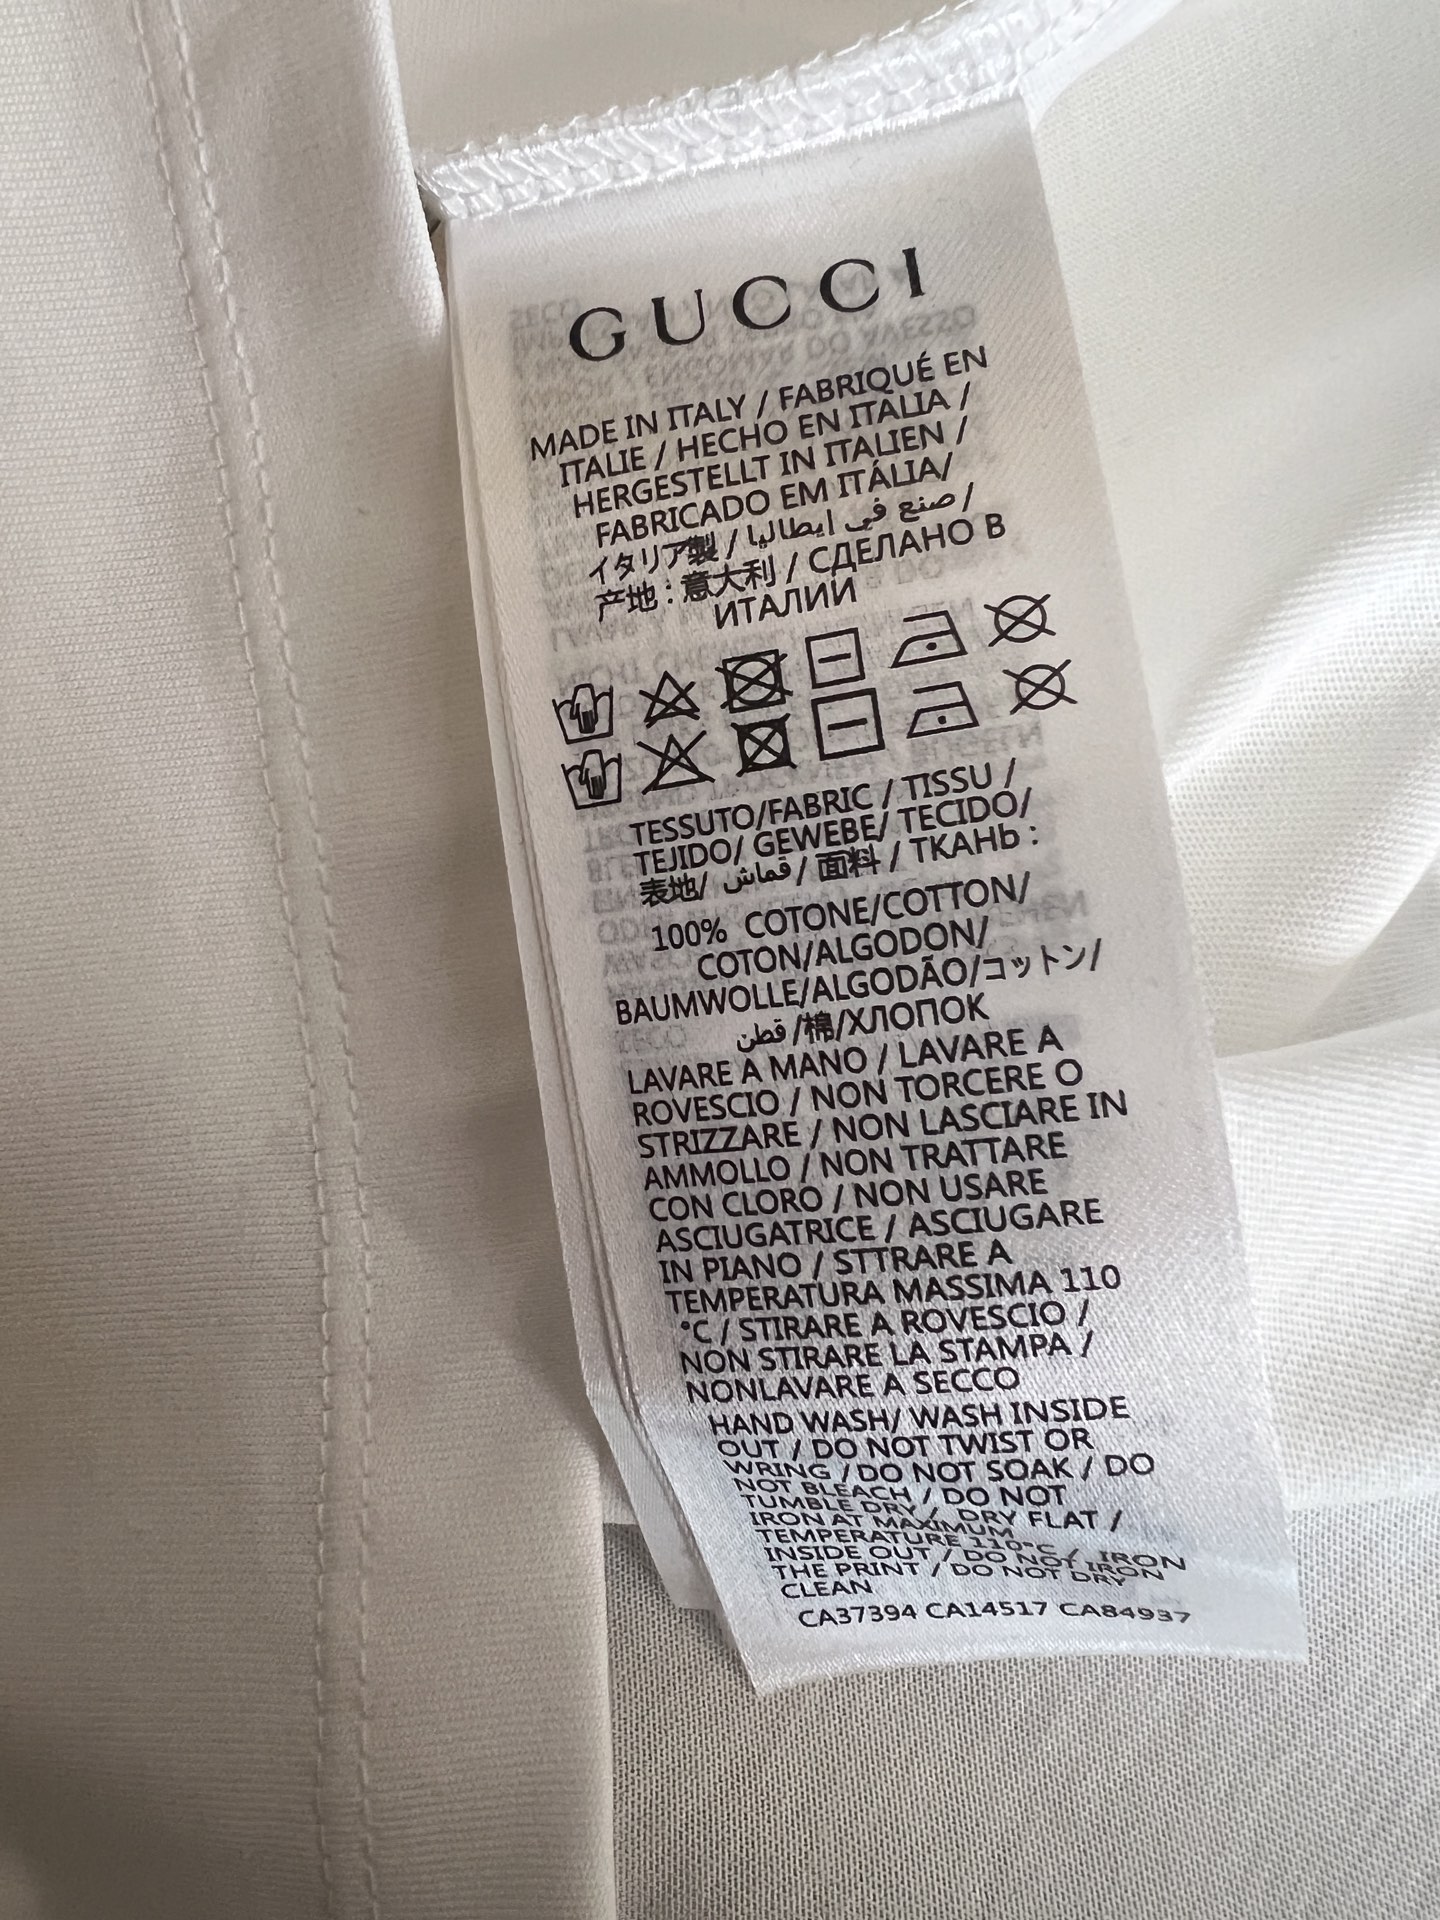 GUCCI
MADE IN ITALY / FABRIQUÉ EN
ITALIE / HECHO EN ITALIA /
HERGESTELLT IN ITALIEN /
FABRICADO EM ITÁLIA/
イタリア製 / صنع في ايطاليا /
产地 : 意大利 / СДЕЛАНО В
ИТАЛИИ
TESSUTO/FABRIC / TISSU /
TEJIDO/ GEWEBE/ TECIDO/
表地/ قماش / 面料 / ТКАНЬ :
100% COTONE/COTTON/
COTON/ALGODON/
BAUMWOLLE/ALGODÃO/コットン/
قطن /棉/ХЛОПОК
LAVARE A MANO / LAVARE A
ROVESCIO / NON TORCERE O
STRIZZARE / NON LASCIARE IN
AMMOLLO / NON TRATTARE
CON CLORO / NON USARE
ASCIUGATRICE / ASCIUGARE
IN PIANO / STTRARE A
TEMPERATURA MASSIMA 110
°C / STIRARE A ROVESCIO /
NON STIRARE LA STAMPA /
NONLAVARE A SECCO
HAND WASH/ WASH INSIDE
OUT / DO NOT TWIST OR
WRING / DO NOT SOAK / DO
NOT BLEACH / DO NOT
TUMBLE DRY / DRY FLAT /
IRON AT MAXIMUM
TEMPERATURE 110°C / IRON
INSIDE OUT / DO NOT IRON
THE PRINT / DO NOT DRY
CLEAN
CA37394 CA14517 CA84937